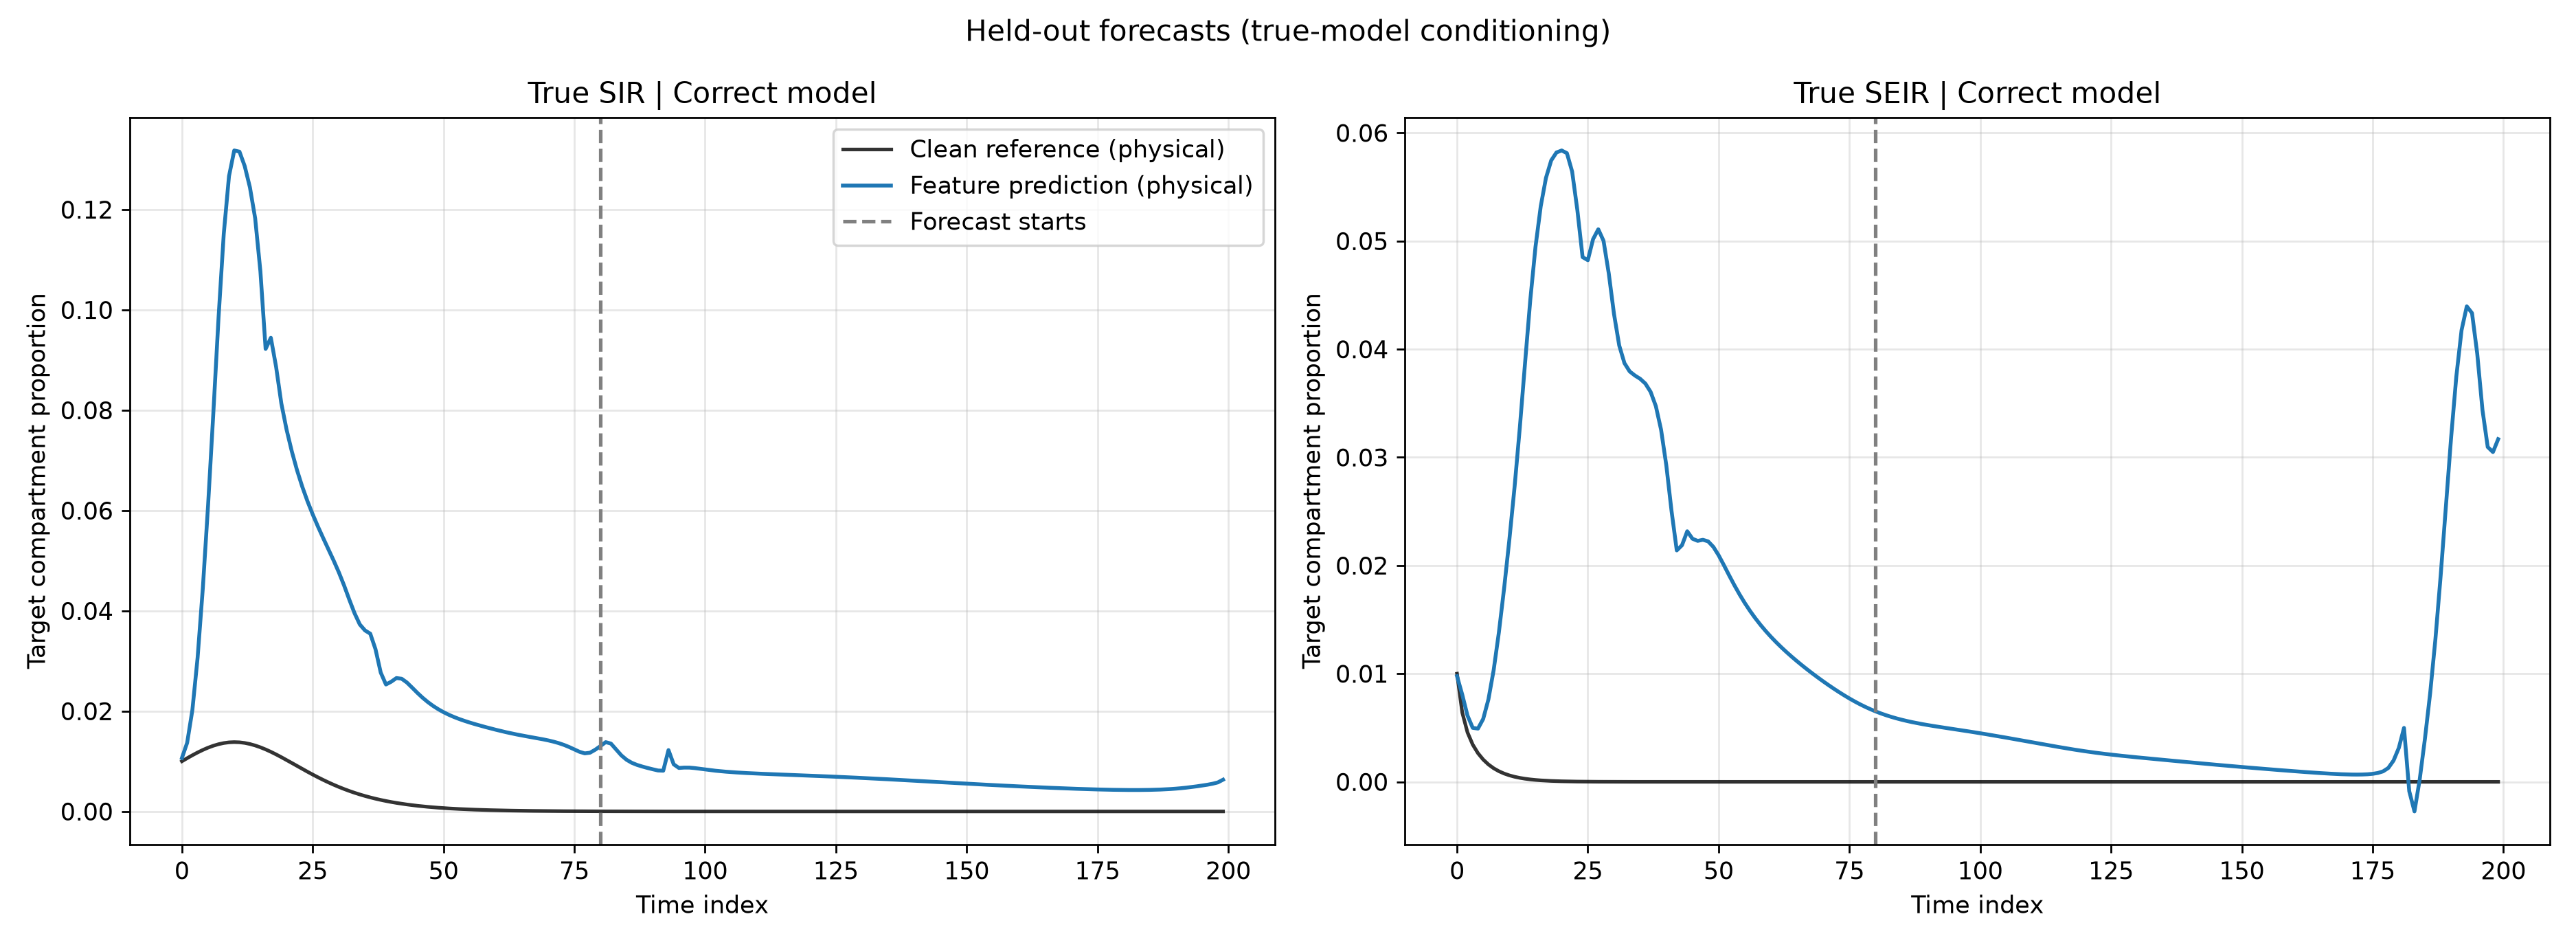 Held-out forecasts (true-model conditioning)
True SIR | Correct model
Target compartment proportion
0.12
0.10
0.08
0.06
0.04
0.02
0.00
Clean reference (physical)
Feature prediction (physical)
Forecast starts
0 25 50 75 100 125 150 175 200
Time index
True SEIR | Correct model
Target compartment proportion
0.06
0.05
0.04
0.03
0.02
0.01
0.00
0 25 50 75 100 125 150 175 200
Time index